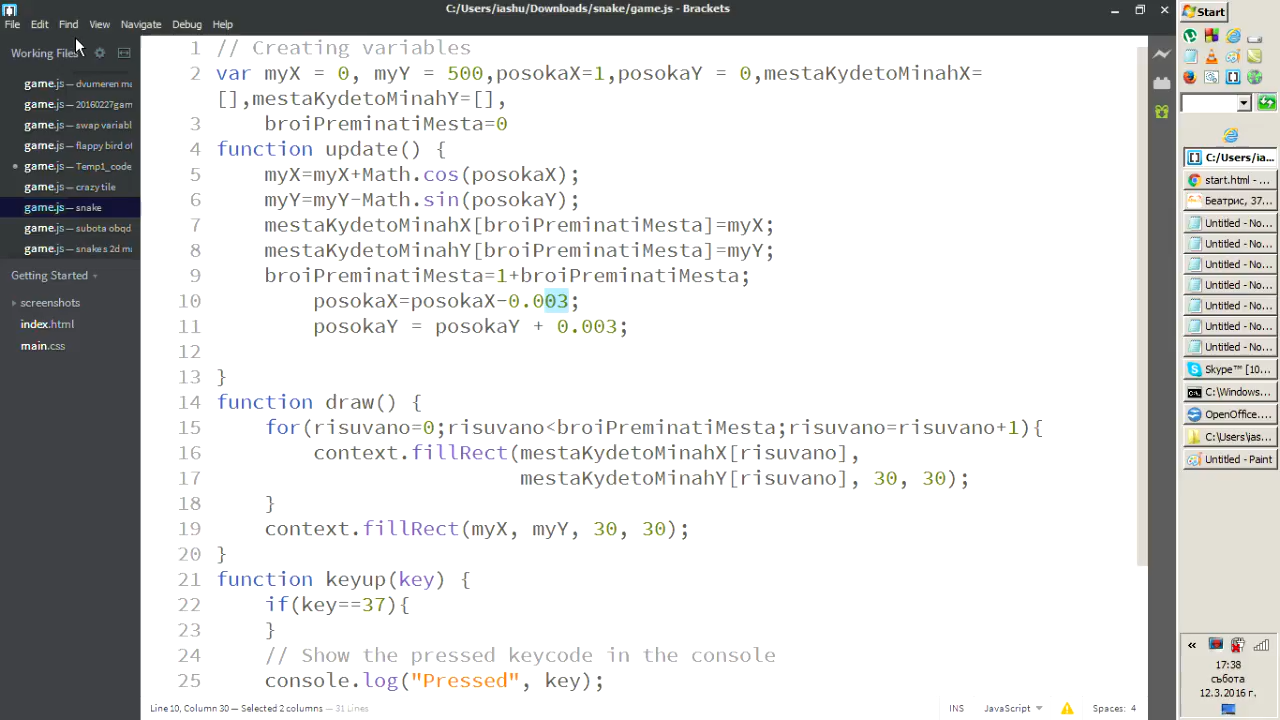 C:/Users/iashu/Downloads/snake/game.js - Brackets
File Edit Find View Navigate Debug Help
Working Files
game.js — dvumeren ma
game.js — 20160227gam
game.js — swap variabl
game.js — flappy bird ot
game.js — Temp1_code
game.js — crazy tile
game.js — snake
game.js — subota obqd
game.js — snakes 2d ma
Getting Started
screenshots
index.html
main.css
1 // Creating variables
2 var myX = 0, myY = 500,posokaX=1,posokaY = 0,mestaKydetoMinahX=
[],mestaKydetoMinahY=[],
3 broiPreminatiMesta=0
4 function update() {
5 myX=myX+Math.cos(posokaX);
6 myY=myY-Math.sin(posokaY);
7 mestaKydetoMinahX[broiPreminatiMesta]=myX;
8 mestaKydetoMinahY[broiPreminatiMesta]=myY;
9 broiPreminatiMesta=1+broiPreminatiMesta;
10 posokaX=posokaX-0.003;
11 posokaY = posokaY + 0.003;
12
13 }
14 function draw() {
15 for(risuvano=0;risuvano<broiPreminatiMesta;risuvano=risuvano+1){
16 context.fillRect(mestaKydetoMinahX[risuvano],
17 mestaKydetoMinahY[risuvano], 30, 30);
18 }
19 context.fillRect(myX, myY, 30, 30);
20 }
21 function keyup(key) {
22 if(key==37){
23 }
24 // Show the pressed keycode in the console
25 console.log("Pressed", key);
Line 10, Column 30 — Selected 2 columns — 31 Lines
INS JavaScript Spaces: 4
Start
C:/Users/ia...
start.html - ...
Беатрис, 37...
Untitled - No...
Untitled - No...
Untitled - No...
Untitled - No...
Untitled - No...
Untitled - No...
Untitled - No...
Skype™ [10...
C:\Windows...
OpenOffice....
C:\Users\ias...
Untitled - Paint
«
17:38
събота
12.3.2016 г.